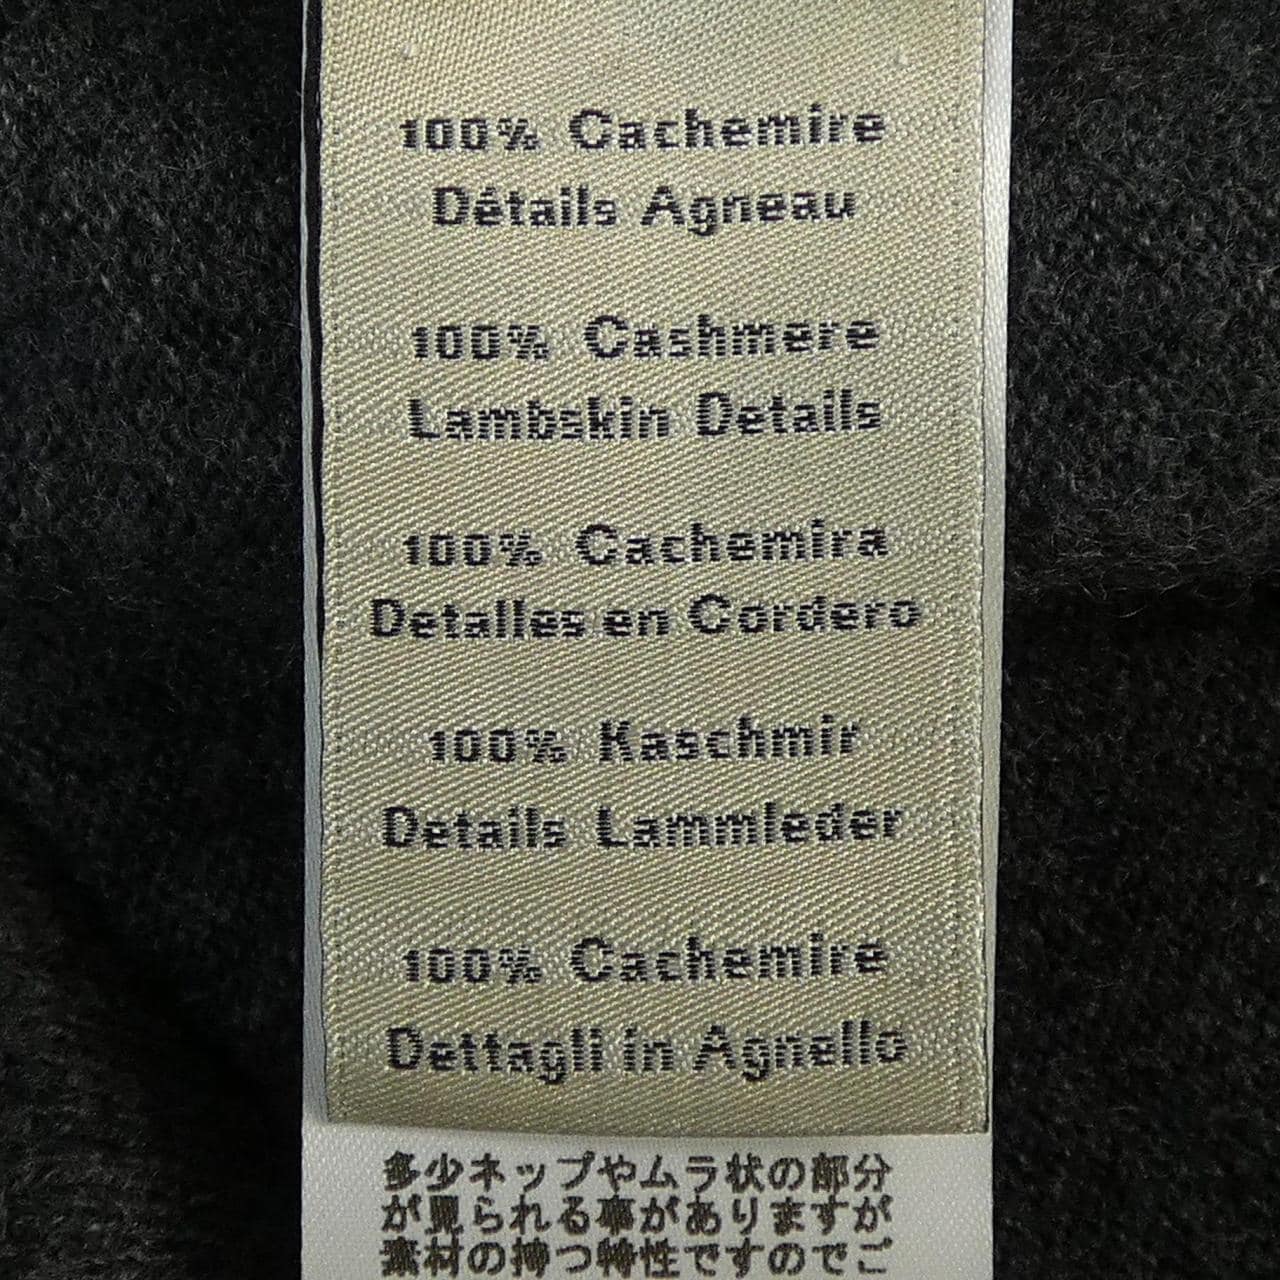 100% Cachemire
Détails Agneau
100% Cashmere
Lambskin Details
100% Cachemira
Detalles en Cordero
100% Kaschmir
Details Lammleder
100% Cachemire
Dettagli in Agnello
多少ネップやムラ状の部分
が見られる事がありますが
素材の持つ特性ですのでご